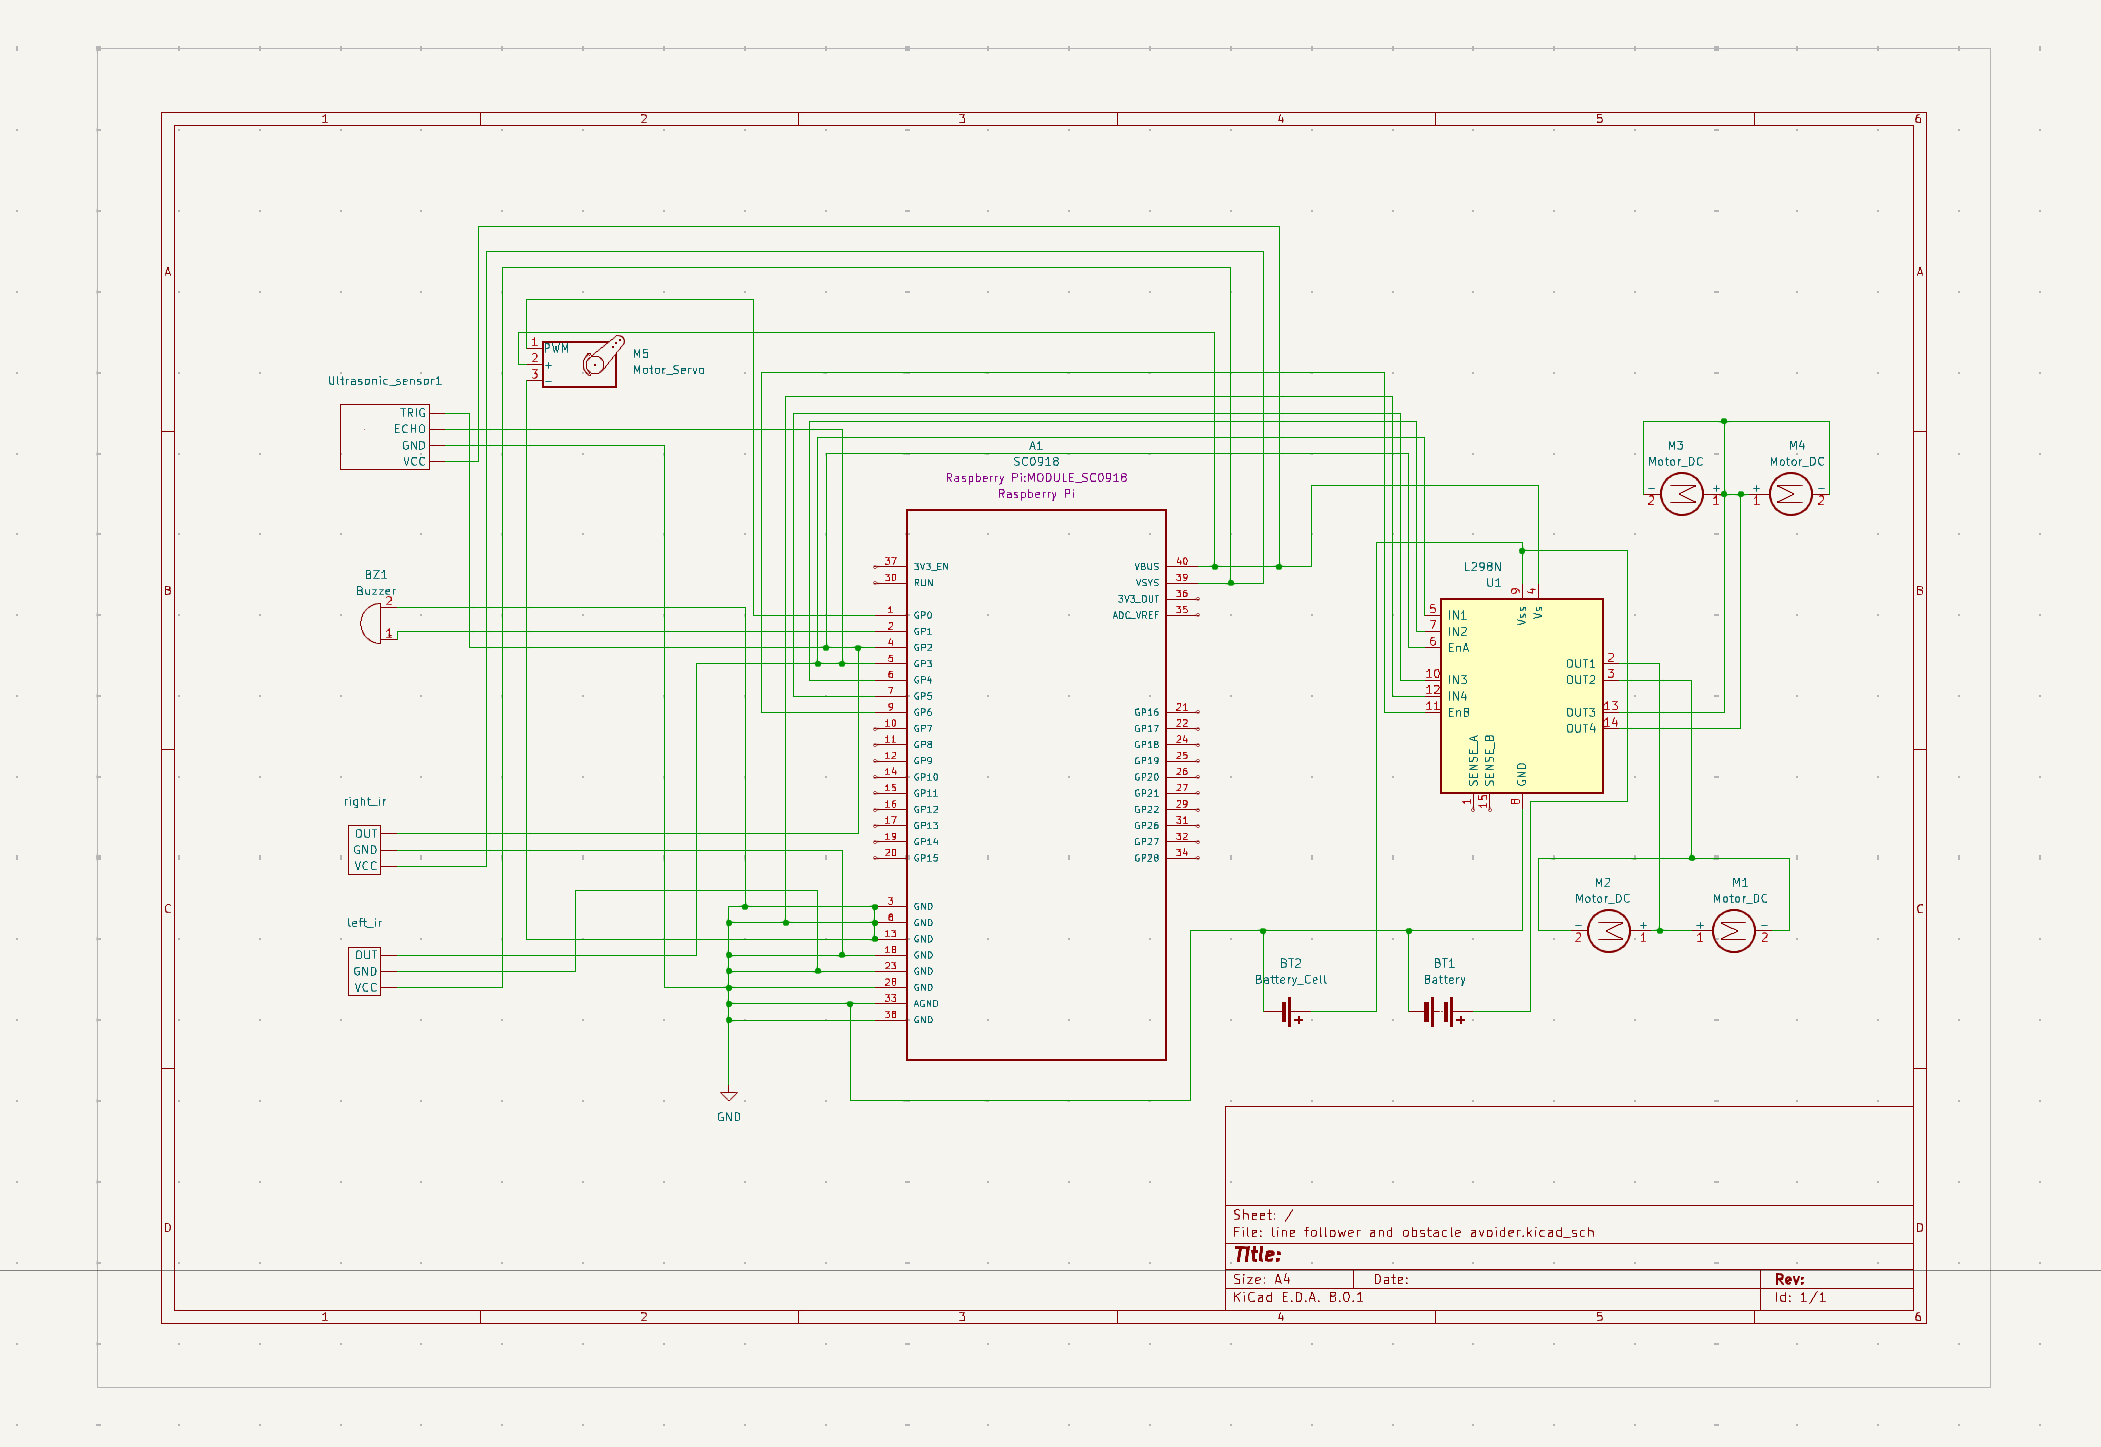 1 2 3 4 5 6
A A
B B
C C
D D
1 2 3 4 5 6
Ultrasonic_sensor1
TRIG
ECHO
GND
VCC
1 PWM
2 +
3 −
M5
Motor_Servo
BZ1
Buzzer
2
1
right_ir
OUT
GND
VCC
left_ir
OUT
GND
VCC
GND
A1
SC0918
Raspberry Pi:MODULE_SC0918
Raspberry Pi
37 3V3_EN
30 RUN
1 GP0
2 GP1
4 GP2
5 GP3
6 GP4
7 GP5
9 GP6
10 GP7
11 GP8
12 GP9
14 GP10
15 GP11
16 GP12
17 GP13
19 GP14
20 GP15
3 GND
8 GND
13 GND
18 GND
23 GND
28 GND
33 AGND
38 GND
VBUS 40
VSYS 39
3V3_OUT 36
ADC_VREF 35
GP16 21
GP17 22
GP18 24
GP19 25
GP20 26
GP21 27
GP22 29
GP26 31
GP27 32
GP28 34
L298N
U1
9 Vss
4 Vs
5 IN1
7 IN2
6 EnA
10 IN3
12 IN4
11 EnB
OUT1 2
OUT2 3
OUT3 13
OUT4 14
SENSE_A 1
SENSE_B 15
GND 8
M3
Motor_DC
− 2
+ 1
M4
Motor_DC
+ 1
− 2
M2
Motor_DC
− 2
+ 1
M1
Motor_DC
+ 1
− 2
BT2
Battery_Cell
+
BT1
Battery
+
Sheet: /
File: line follower and obstacle avoider.kicad_sch
Title:
Size: A4 Date: Rev:
KiCad E.D.A. 8.0.1 Id: 1/1